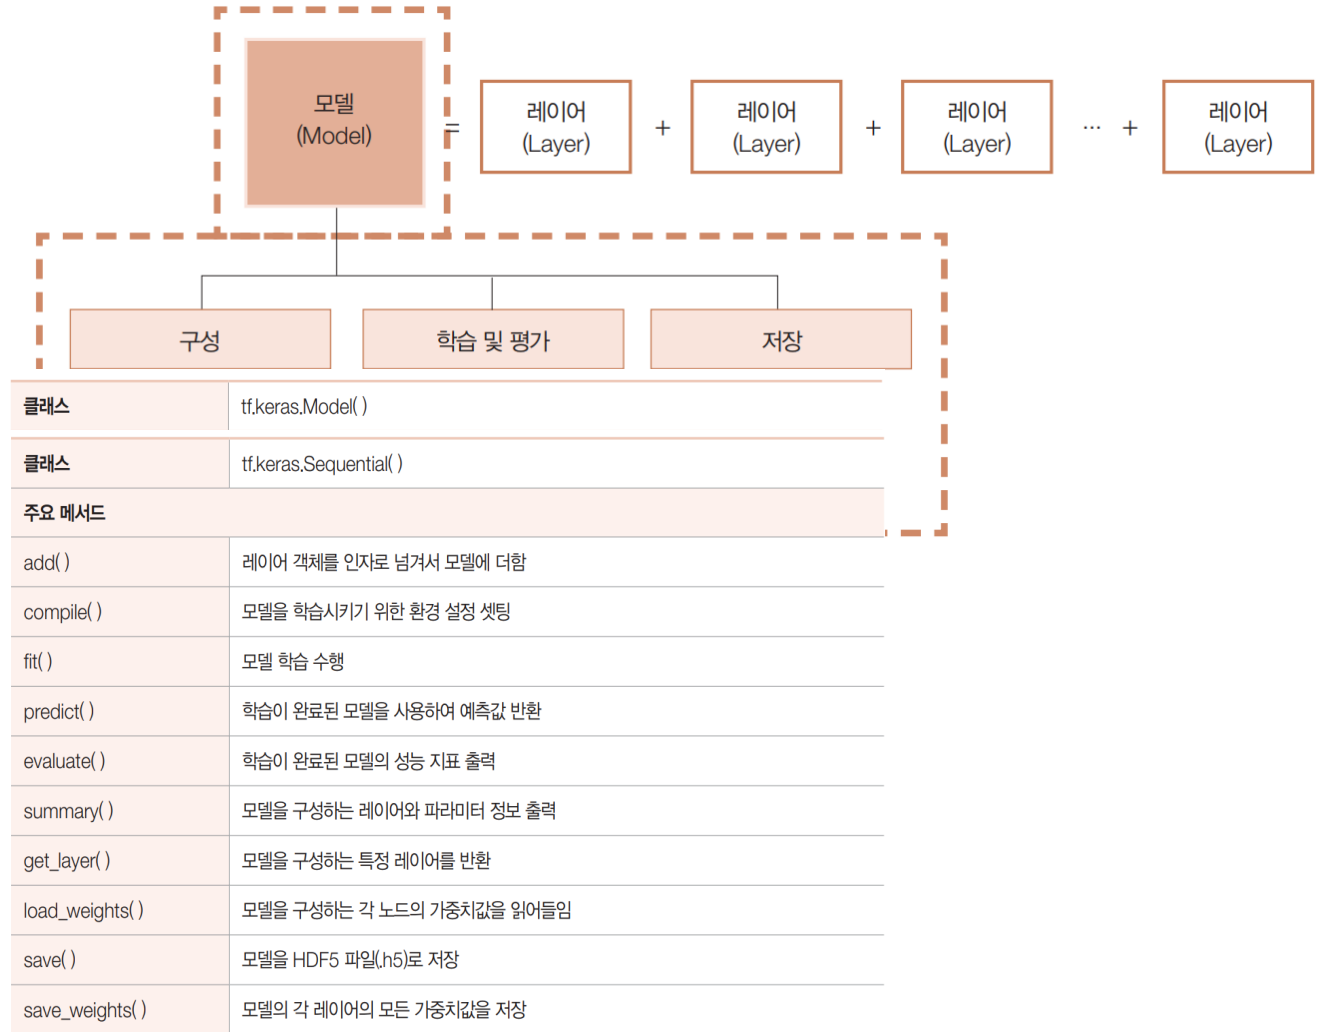 모델
(Model)
=
레이어
(Layer)
+
레이어
(Layer)
+
레이어
(Layer)
… +
레이어
(Layer)
구성
학습 및 평가
저장
클래스 tf.keras.Model( )
클래스 tf.keras.Sequential( )
주요 메서드
add( ) 레이어 객체를 인자로 넘겨서 모델에 더함
compile( ) 모델을 학습시키기 위한 환경 설정 셋팅
fit( ) 모델 학습 수행
predict( ) 학습이 완료된 모델을 사용하여 예측값 반환
evaluate( ) 학습이 완료된 모델의 성능 지표 출력
summary( ) 모델을 구성하는 레이어와 파라미터 정보 출력
get_layer( ) 모델을 구성하는 특정 레이어를 반환
load_weights( ) 모델을 구성하는 각 노드의 가중치값을 읽어들임
save( ) 모델을 HDF5 파일(.h5)로 저장
save_weights( ) 모델의 각 레이어의 모든 가중치값을 저장